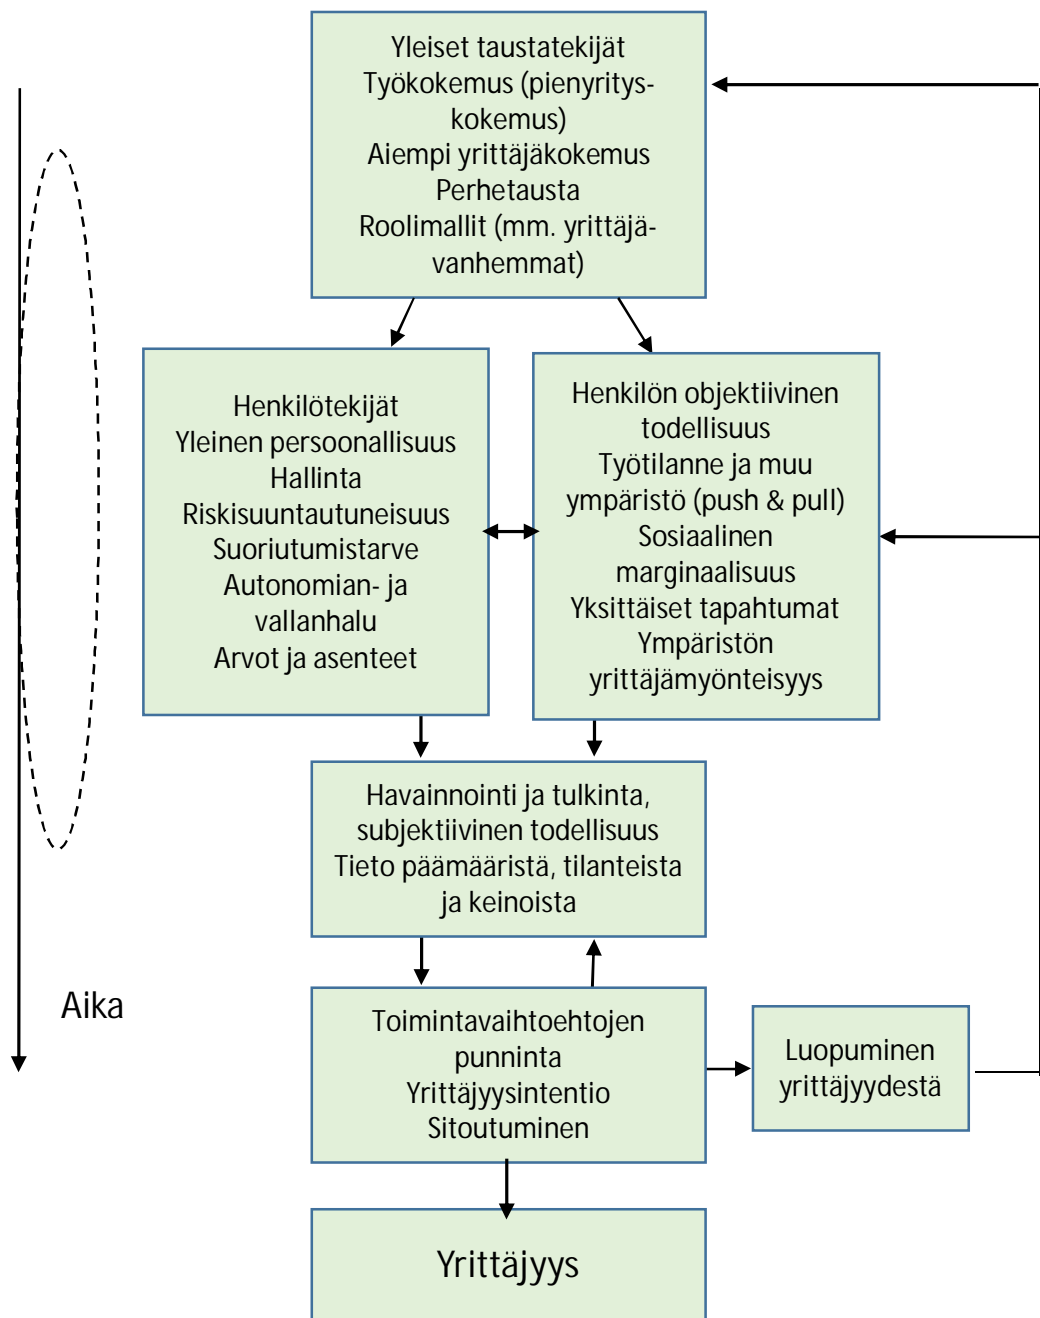 Yleiset taustatekijät
Työkokemus (pienyritys-
kokemus)
Aiempi yrittäjäkokemus
Perhetausta
Roolimallit (mm. yrittäjä-
vanhemmat)
Henkilötekijät
Yleinen persoonallisuus
Hallinta
Riskisuuntautuneisuus
Suoriutumistarve
Autonomian- ja
vallanhalu
Arvot ja asenteet
Henkilön objektiivinen
todellisuus
Työtilanne ja muu
ympäristö (push & pull)
Sosiaalinen
marginaalisuus
Yksittäiset tapahtumat
Ympäristön
yrittäjämyönteisyys
Havainnointi ja tulkinta,
subjektiivinen todellisuus
Tieto päämääristä, tilanteista
ja keinoista
Aika
Toimintavaihtoehtojen
punninta
Yrittäjyysintentio
Sitoutuminen
Luopuminen
yrittäjyydestä
Yrittäjyys